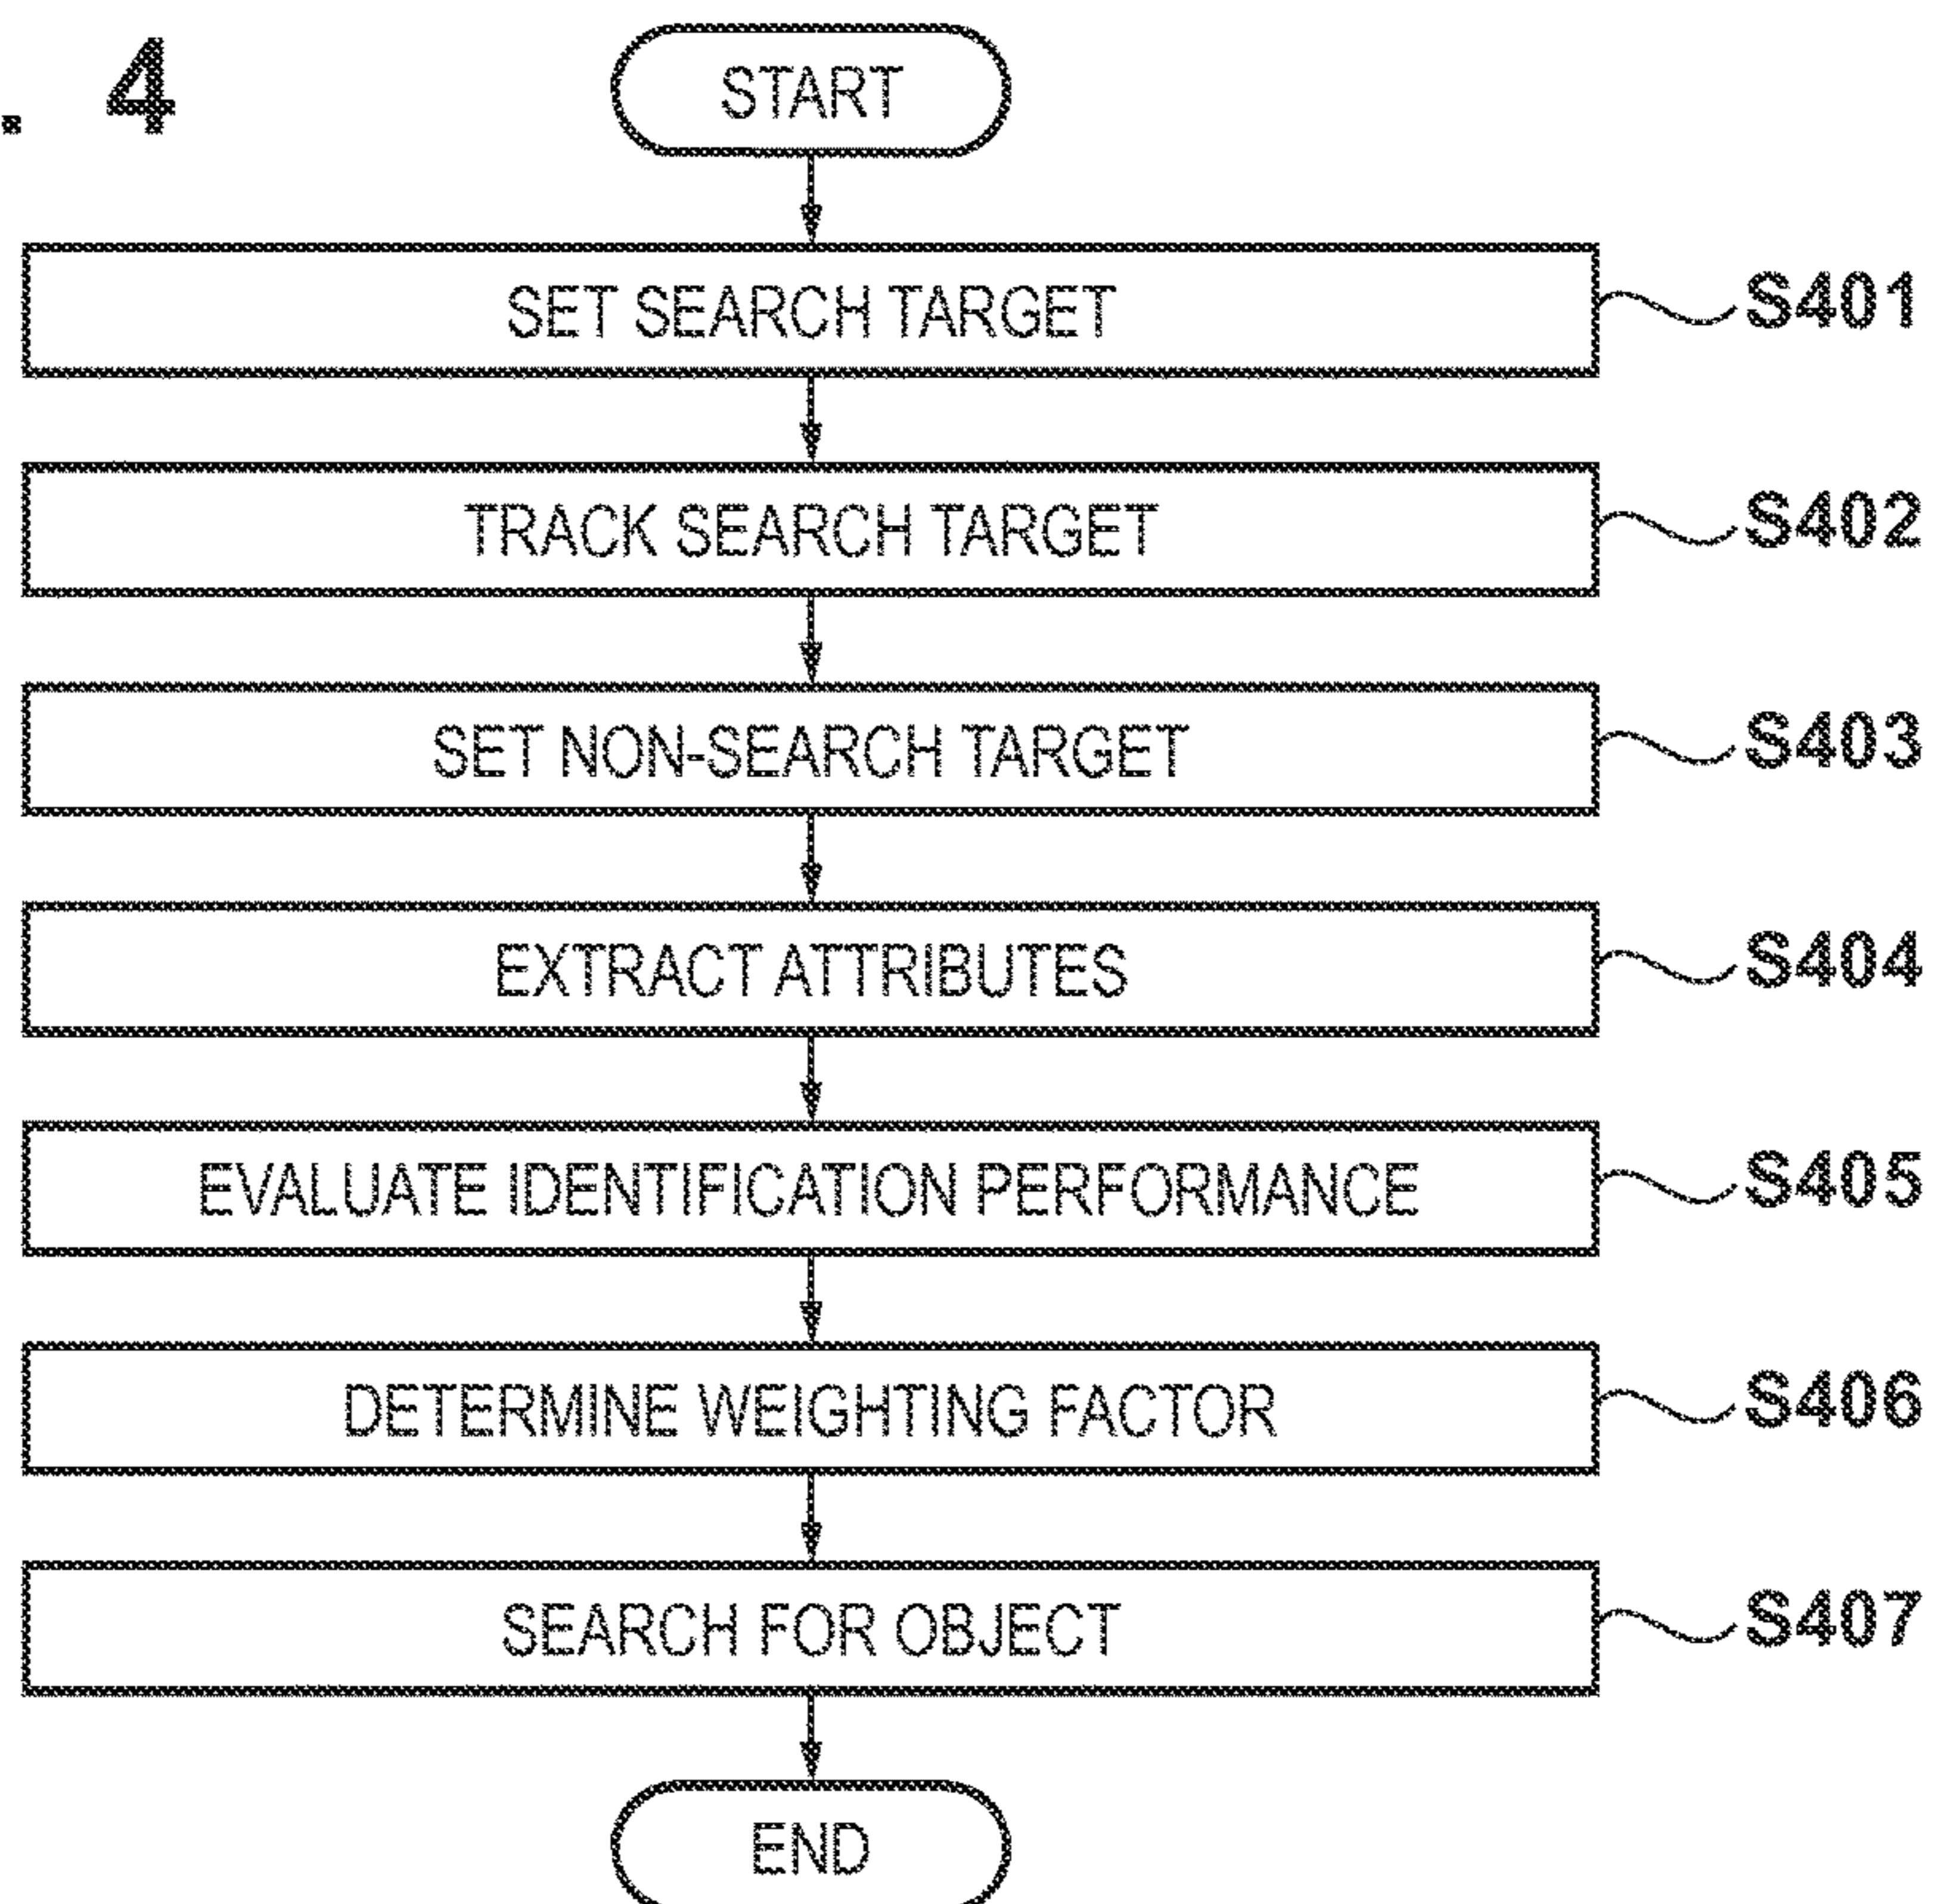 . 4
START
SET SEARCH TARGET
S401
TRACK SEARCH TARGET
S402
SET NON-SEARCH TARGET
S403
EXTRACT ATTRIBUTES
S404
EVALUATE IDENTIFICATION PERFORMANCE
S405
DETERMINE WEIGHTING FACTOR
S406
SEARCH FOR OBJECT
S407
END